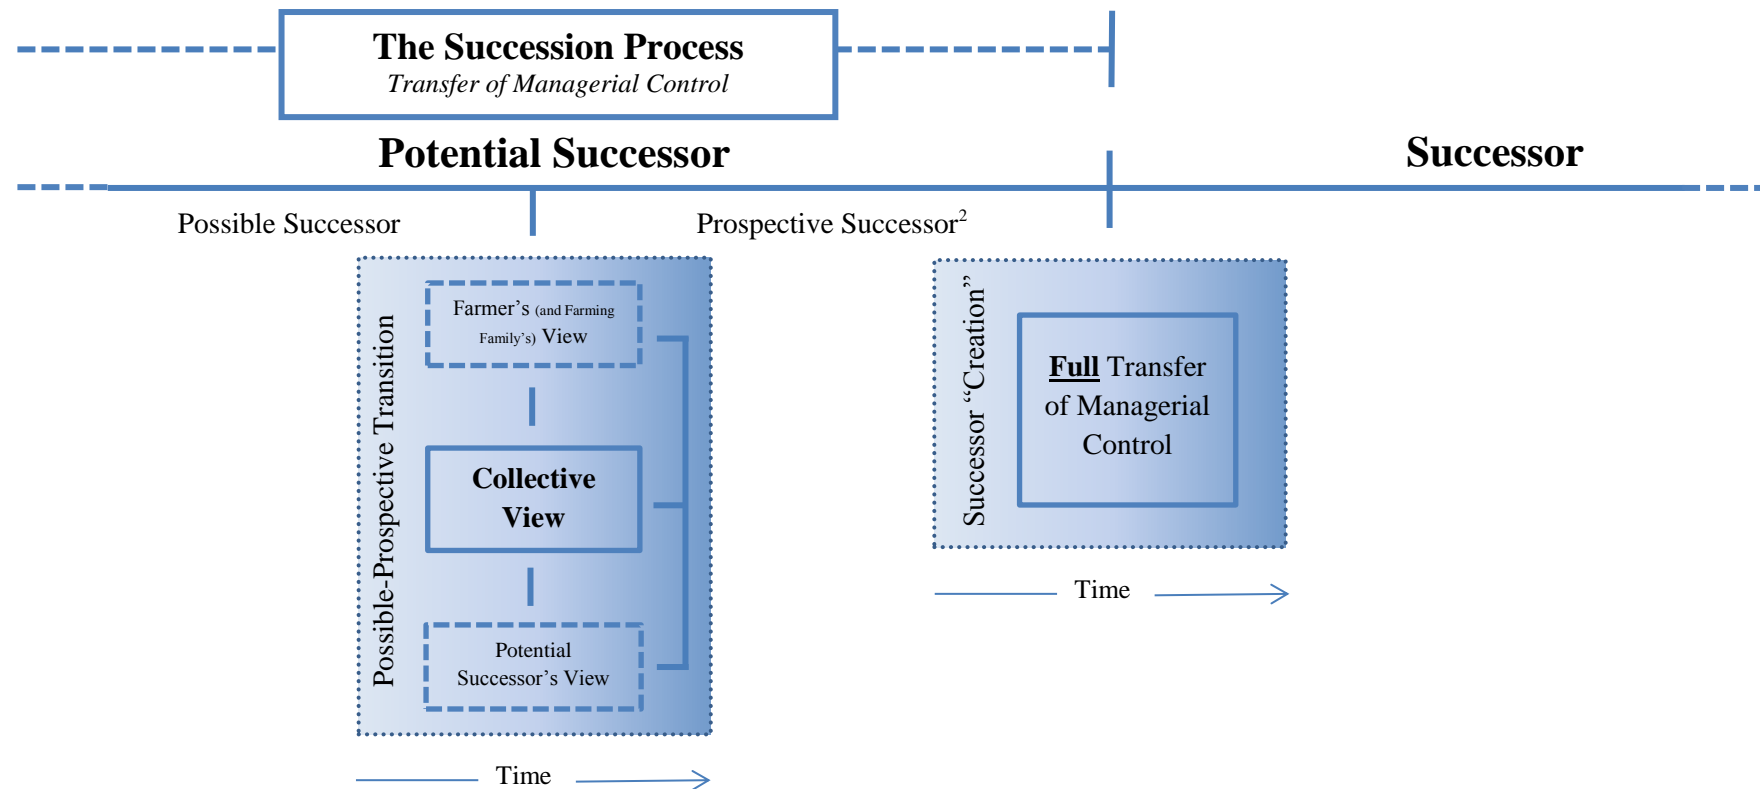 The Succession Process
Transfer of Managerial Control
Potential Successor
Successor
Possible Successor
Prospective Successor²
Possible-Prospective Transition
Farmer’s (and Farming
Family’s) View
Collective
View
Potential
Successor’s View
Time
Successor “Creation”
Full Transfer
of Managerial
Control
Time